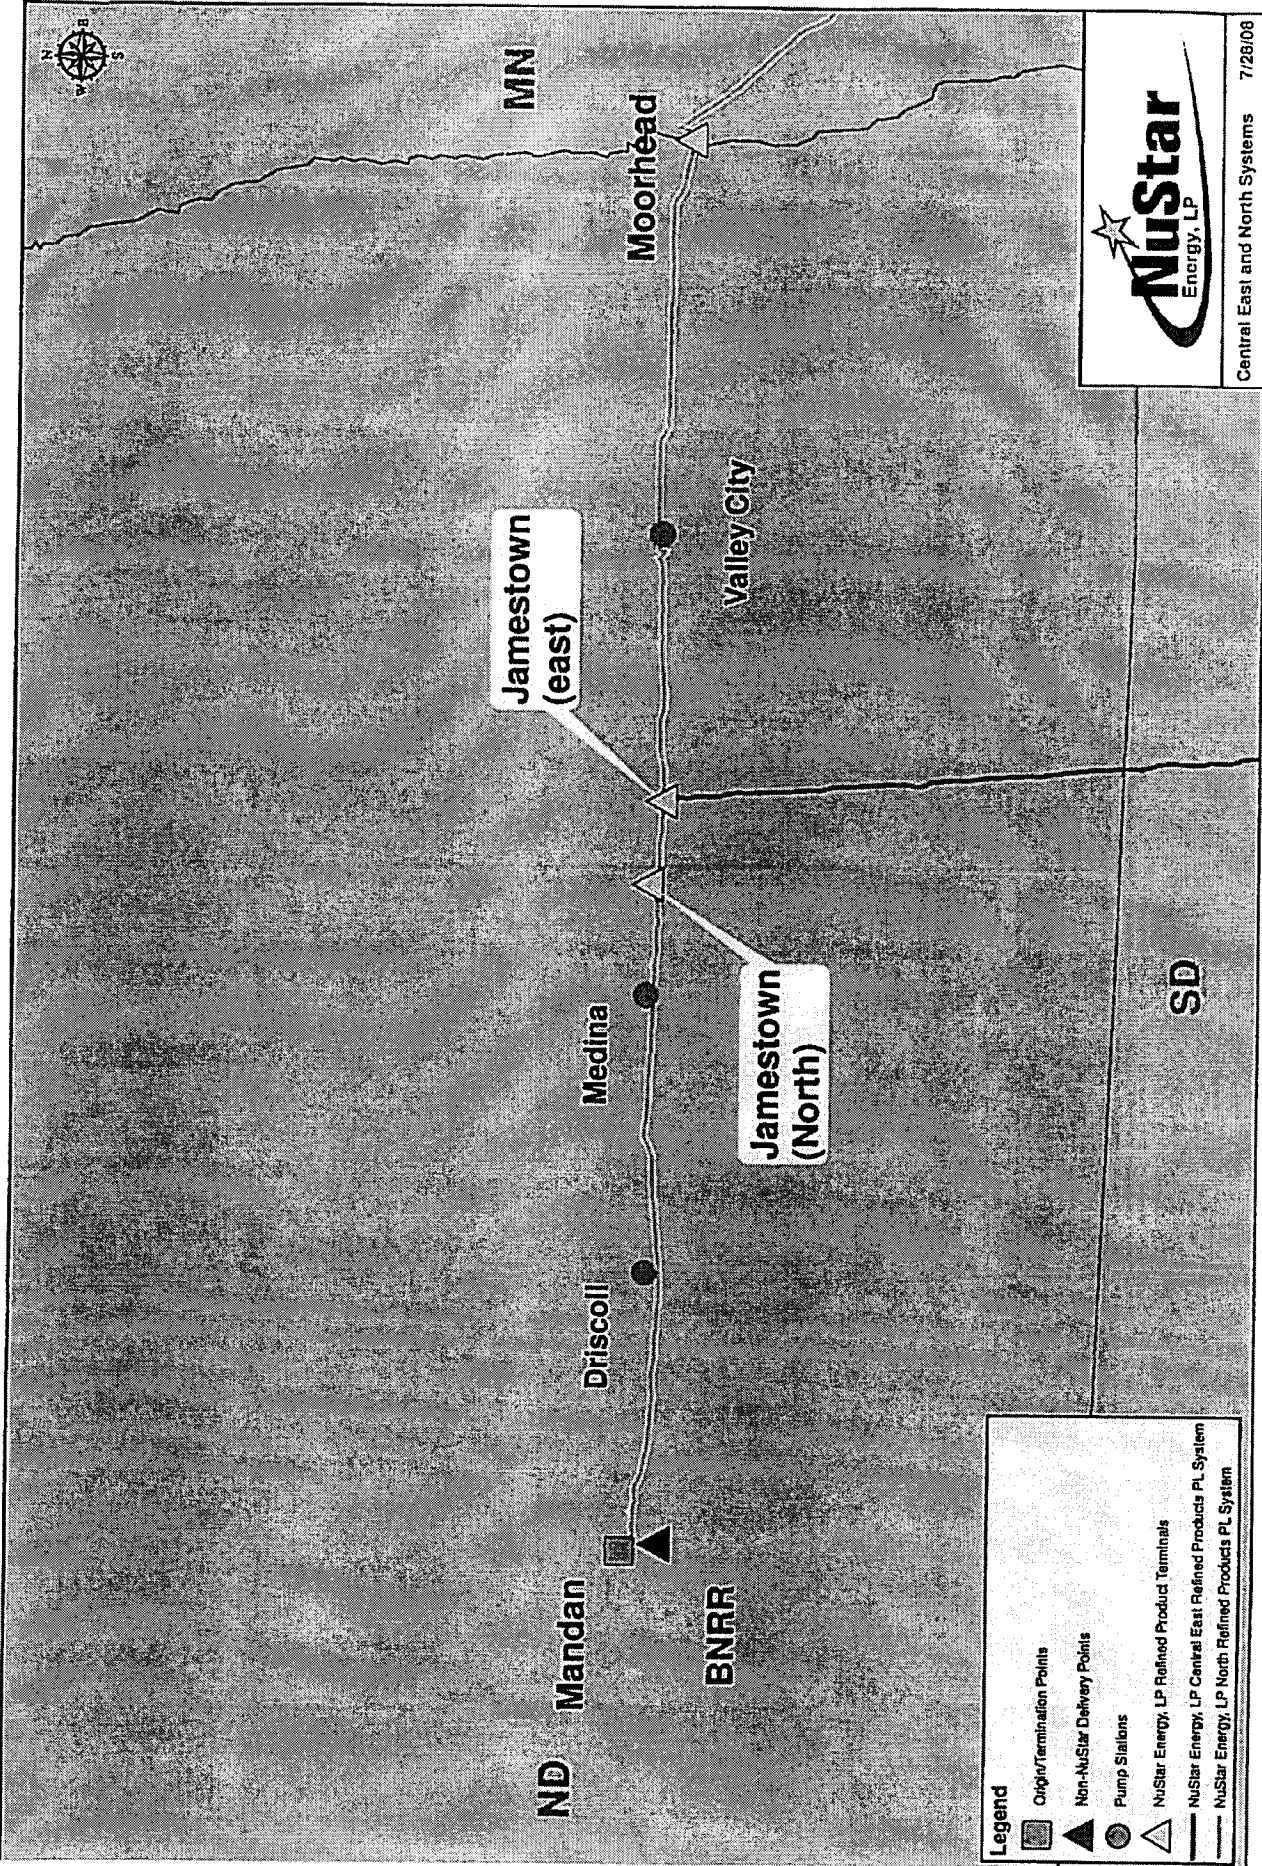 N
W
E
S
MN
Moorhead
Jamestown
(east)
Valley City
Medina
Jamestown
(North)
Driscoll
Mandan
BNRR
ND
SD
Legend
Origin/Termination Points
Non-NuStar Delivery Points
Pump Stations
NuStar Energy, LP Refined Product Terminals
NuStar Energy, LP Central East Refined Products PL System
NuStar Energy, LP North Refined Products PL System
NuStar
Energy, LP
Central East and North Systems 7/28/08